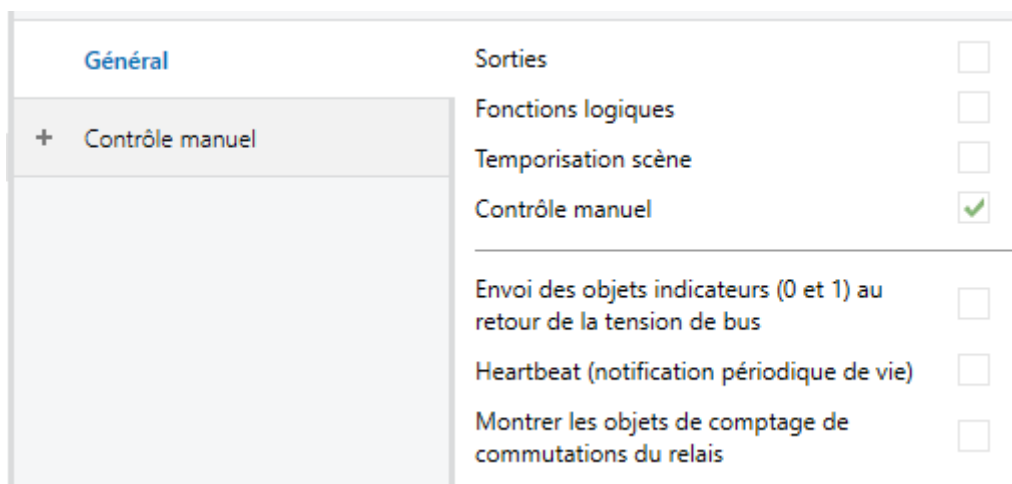 Général
+ Contrôle manuel
Sorties
Fonctions logiques
Temporisation scène
Contrôle manuel
Envoi des objets indicateurs (0 et 1) au
retour de la tension de bus
Heartbeat (notification périodique de vie)
Montrer les objets de comptage de
commutations du relais